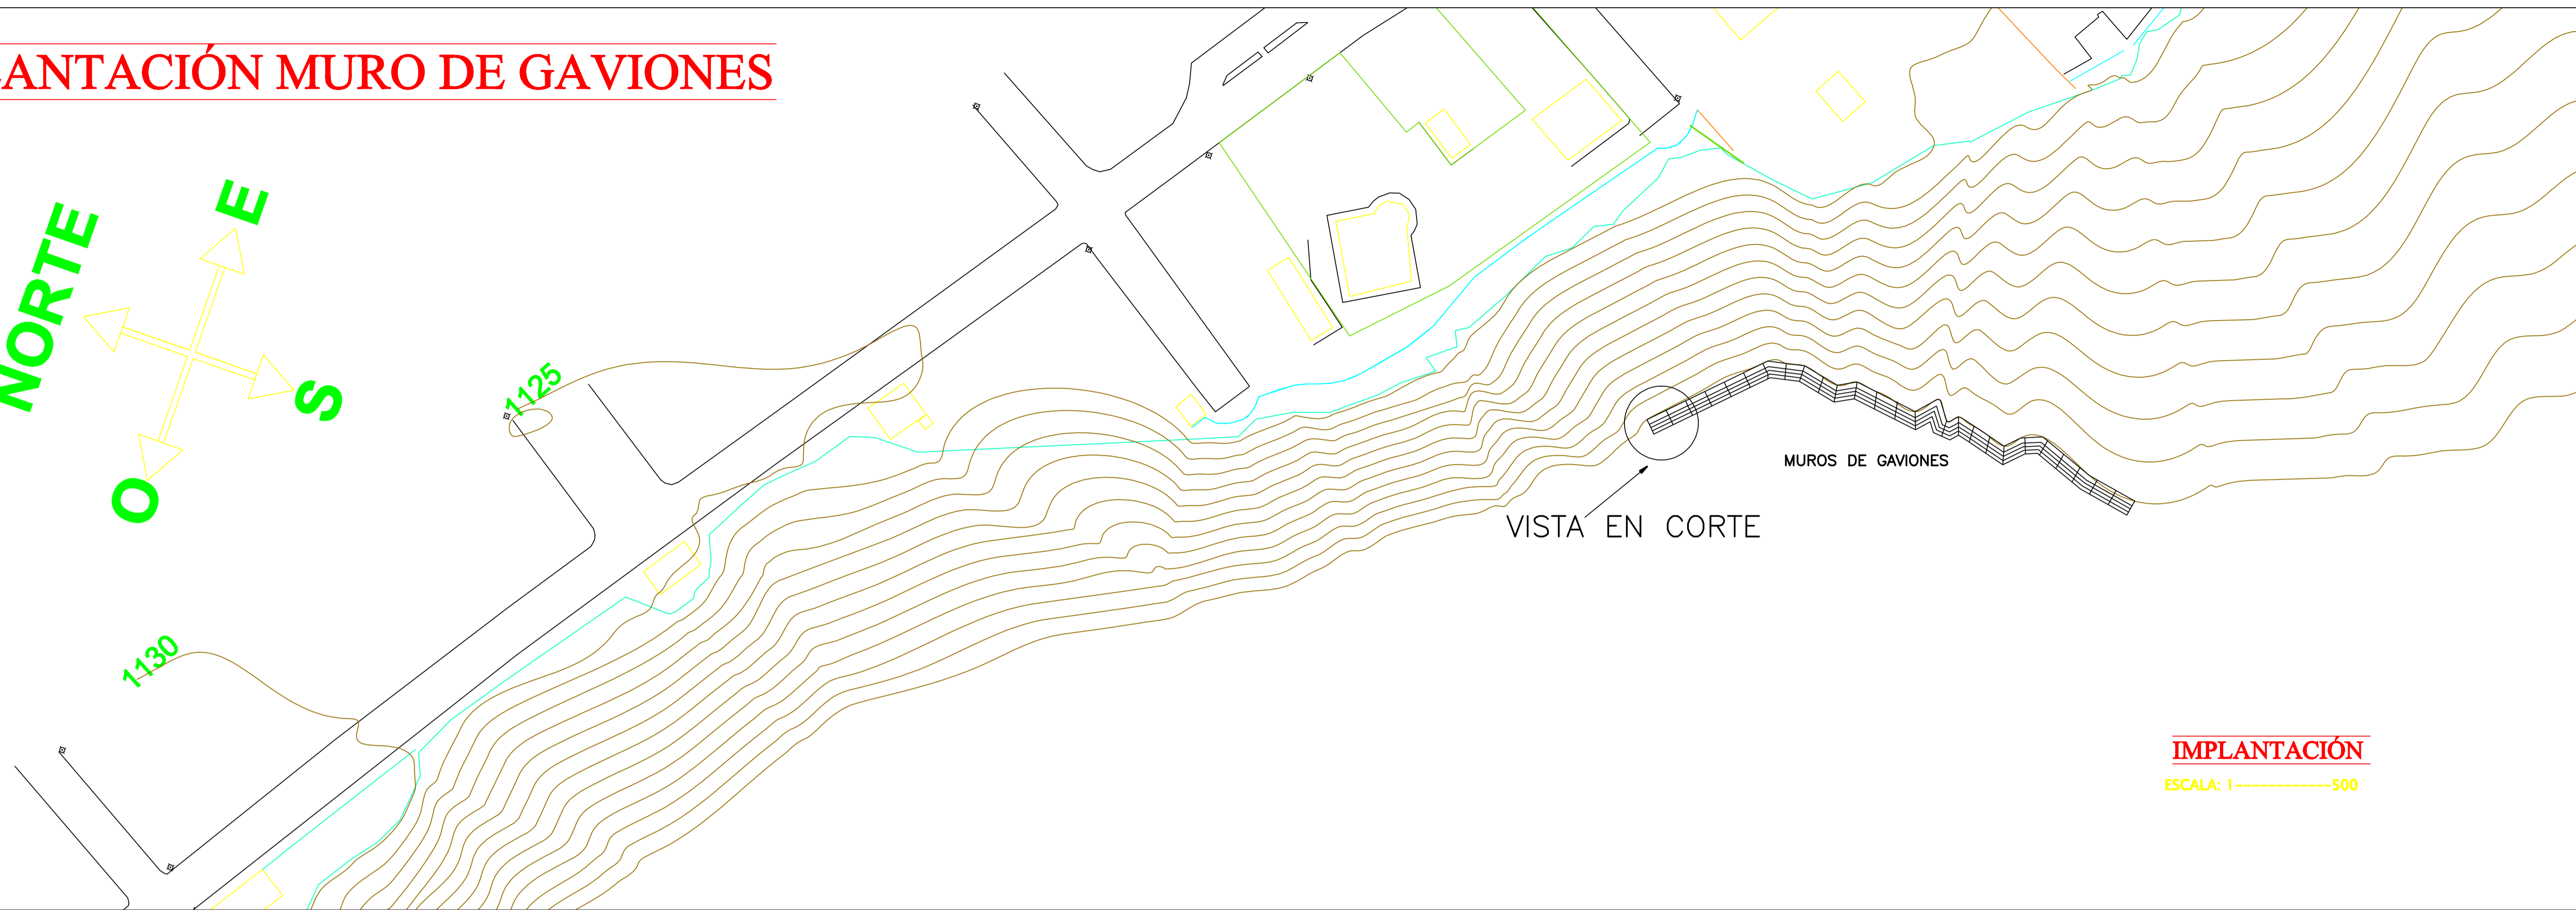 ANTACIÓN MURO DE GAVIONES
E
NORTE
S
O
1125
1130
MUROS DE GAVIONES
VISTA EN CORTE
IMPLANTACIÓN
ESCALA: 1--------------------500